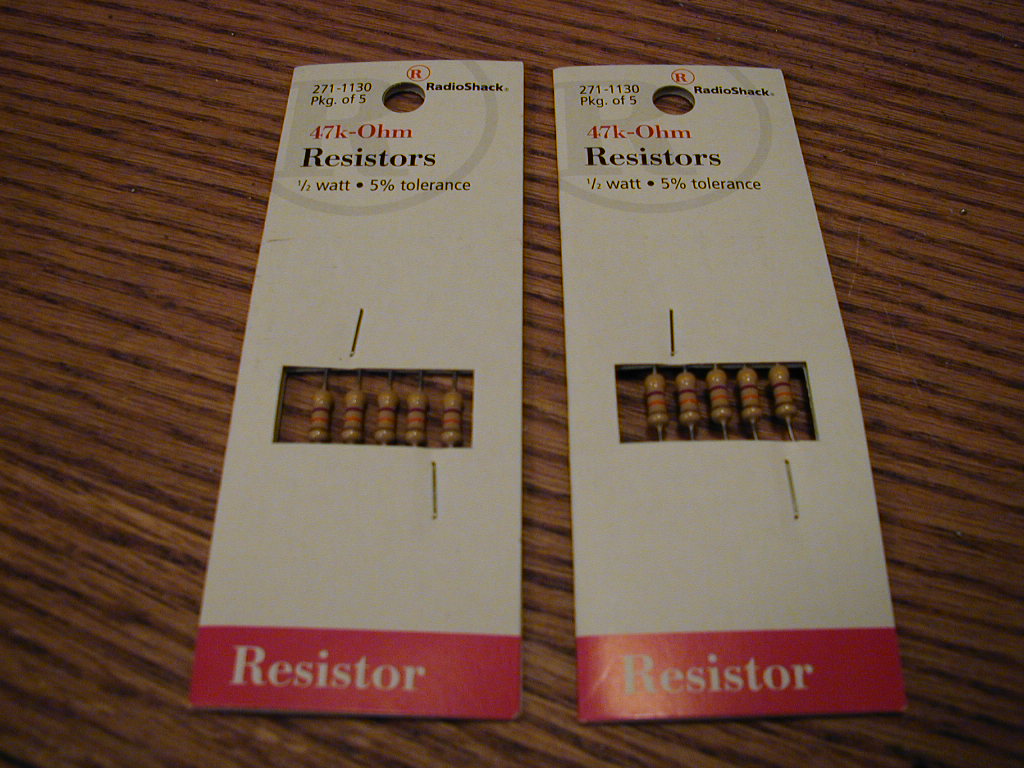 R
271-1130 RadioShack.
Pkg. of 5
47k-Ohm
Resistors
½ watt • 5% tolerance
Resistor
R
271-1130 RadioShack.
Pkg. of 5
47k-Ohm
Resistors
½ watt • 5% tolerance
Resistor